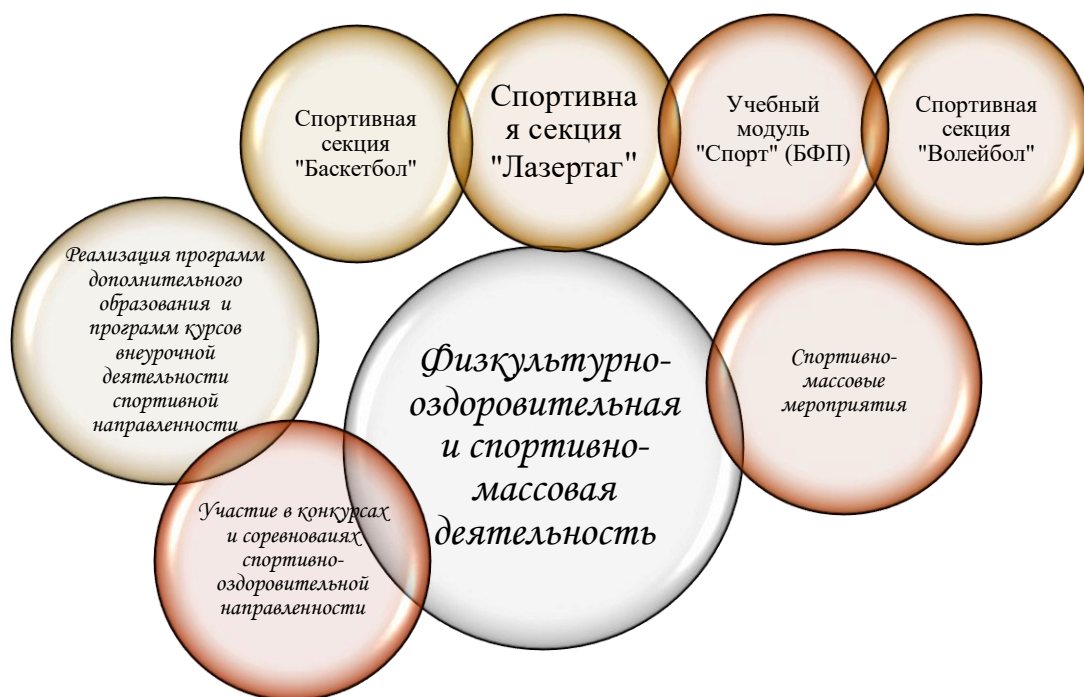 Спортивная
секция
"Баскетбол"
Спортивна
я секция
"Лазертаг"
Учебный
модуль
"Спорт" (БФП)
Спортивная
секция
"Волейбол"
Реализация программ
дополнительного
образования и
программ курсов
внеурочной
деятельности
спортивной
направленности
Физкультурно-
оздоровительная
и спортивно-
массовая
деятельность
Спортивно-
массовые
мероприятия
Участие в конкурсах
и соревноваиях
спортивно-
оздоровительной
направленности